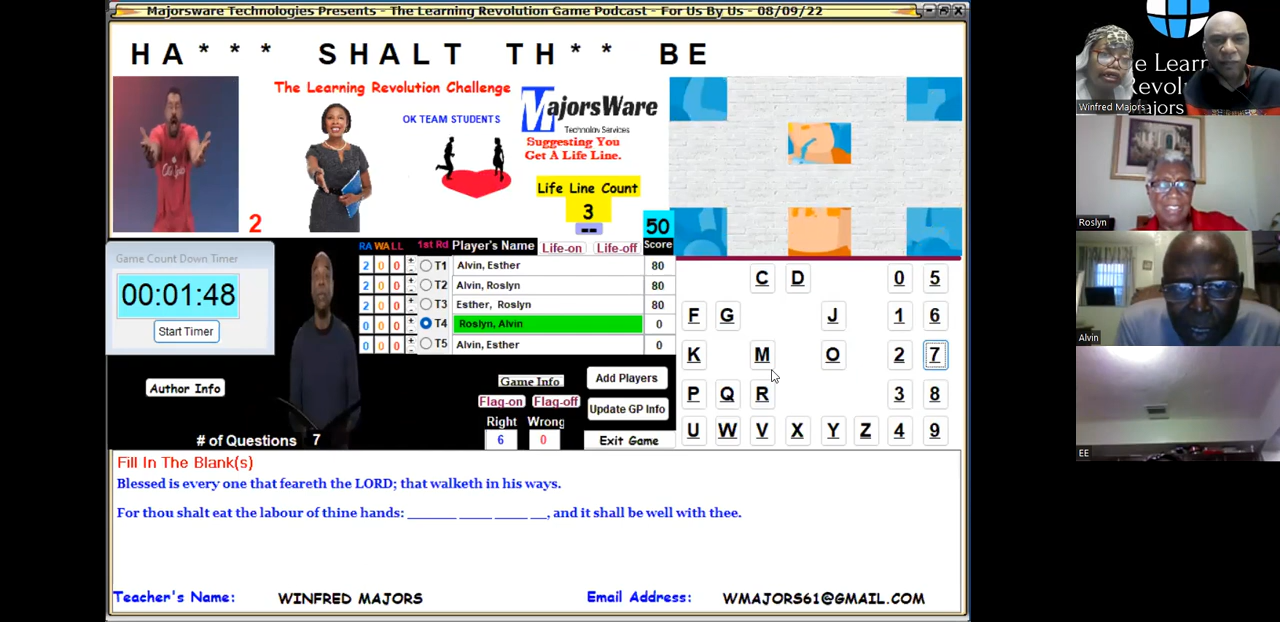 Majorsware Technologies Presents - The Learning Revolution Game Podcast - For Us By Us - 08/09/22
HA*** SHALT TH** BE
The Learning Revolution Challenge
OK TEAM STUDENTS
MajorsWare
Technology Services
Suggesting You
Get A Life Line.
Life Line Count
3
--
2
50
RA WA LL 1st Rd Player's Name Life-on Life-off Score
2 0 0 + - T1 Alvin, Esther 80
2 0 0 + - T2 Alvin, Roslyn 80
2 0 0 + - T3 Esther, Roslyn 80
0 0 0 + - T4 Roslyn, Alvin 0
0 0 0 + - T5 Alvin, Esther 0
Game Count Down Timer
00:01:48
Start Timer
Author Info
# of Questions 7
Game Info
Flag-on Flag-off
Right Wrong
6 0
Add Players
Update GP Info
Exit Game
C D 0 5
F G J 1 6
K M O 2 7
P Q R 3 8
U W V X Y Z 4 9
Fill In The Blank(s)
Blessed is every one that feareth the LORD; that walketh in his ways.
For thou shalt eat the labour of thine hands: _______ _____ _____ ___, and it shall be well with thee.
Teacher's Name: WINFRED MAJORS Email Address: WMAJORS61@GMAIL.COM
Winfred Majors
Roslyn
Alvin
EE